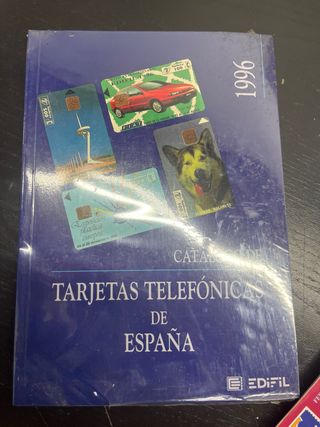 1996
CATÁLOGO DE
TARJETAS TELEFÓNICAS
DE
ESPAÑA
EDIFIL